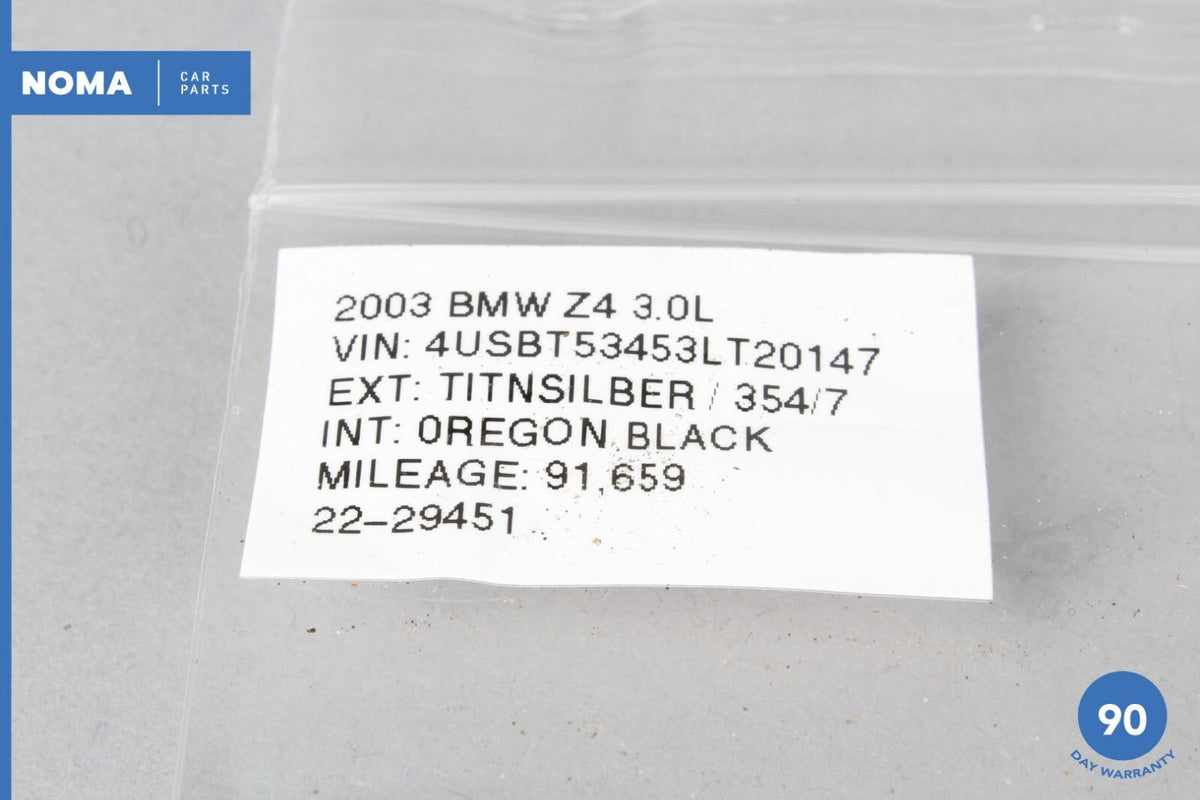 NOMA
CAR
PARTS
2003 BMW Z4 3.0L
VIN: 4USBT53453LT20147
EXT: TITNSILBER / 354/7
INT: OREGON BLACK
MILEAGE: 91,659
22-29451
90
DAY WARRANTY